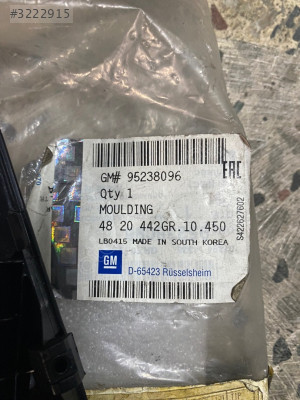 #3222915
GM# 95238096
Qty 1
MOULDING
48 20 442GR.10.450
LB0415 MADE IN SOUTH KOREA
GM
D-65423 Rüsselsheim
EAC
S422627602